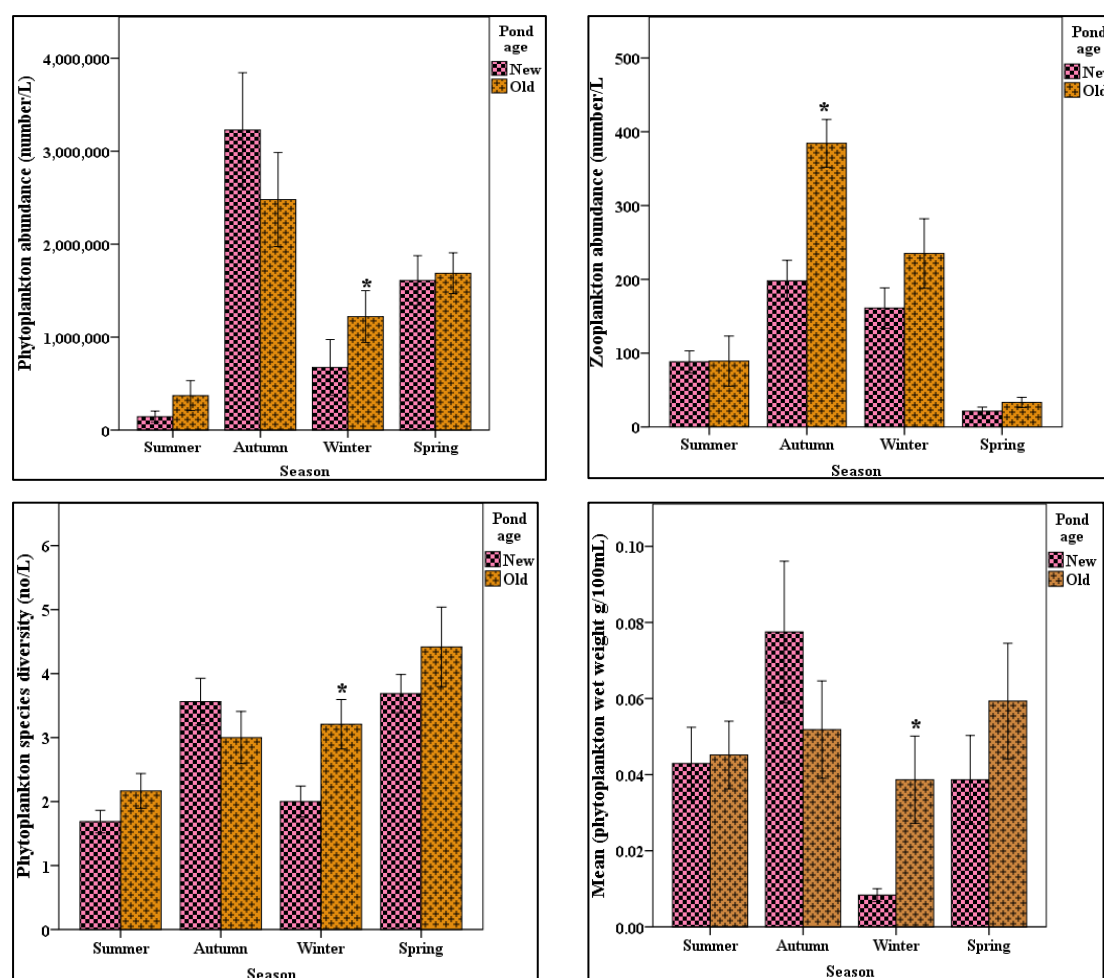 Phytoplankton abundance (number/L)
4,000,000
3,000,000
2,000,000
1,000,000
0
*
Summer Autumn Winter Spring
Season
Pond
age
New
Old
Zooplankton abundance (number/L
500
400
300
200
100
0
*
Summer Autumn Winter Spring
Season
Pond
age
New
Old
Phytoplankton species diversity (no/L)
6
5
4
3
2
1
0
*
Summer Autumn Winter Spring
Season
Pond
age
New
Old
Mean (phytoplankton wet weight g/100mL)
0.10
0.08
0.06
0.04
0.02
0.00
*
Summer Autumn Winter Spring
Season
Pond
age
New
Old